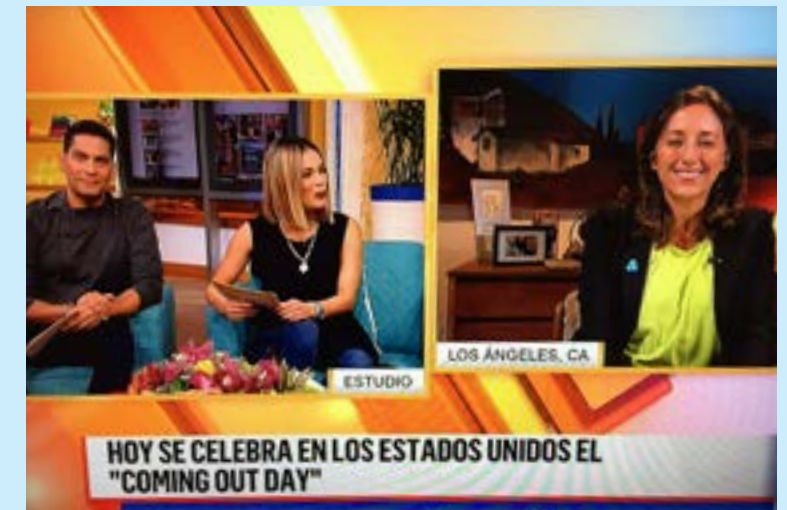 ESTUDIO
LOS ÁNGELES, CA
HOY SE CELEBRA EN LOS ESTADOS UNIDOS EL
"COMING OUT DAY"